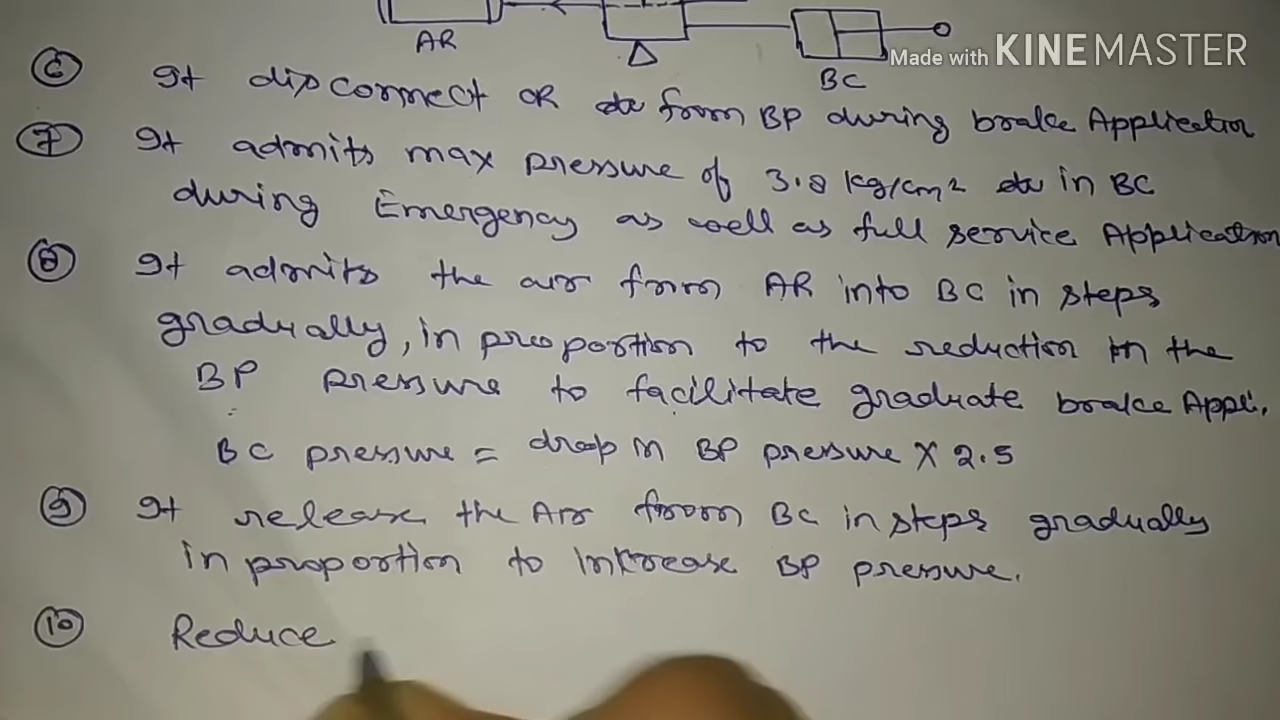 AR
BC
Made with KINEMASTER
⑥ It disconnect CR from BP during brake Application
⑦ It admits max pressure of 3.8 kg/cm² in BC
during Emergency as well as full service Application
⑧ It admits the air from AR into BC in steps
gradually, in proportion to the reduction in the
BP pressure to facilitate graduate brake Appli.
BC pressure = drop in BP pressure X 2.5
⑨ It release the Air from BC in steps gradually
in proportion to increase BP pressure.
⑩ Reduce